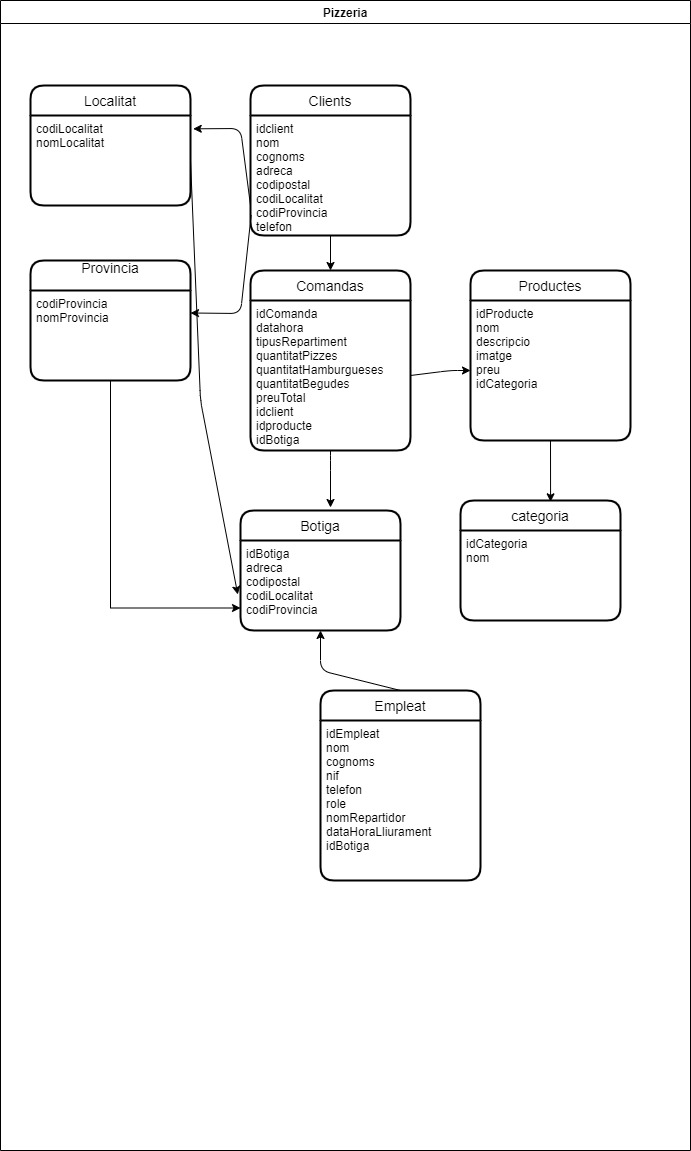 Pizzeria
Localitat
codiLocalitat
nomLocalitat
Clients
idclient
nom
cognoms
adreca
codipostal
codiLocalitat
codiProvincia
telefon
Provincia
codiProvincia
nomProvincia
Comandas
idComanda
datahora
tipusRepartiment
quantitatPizzes
quantitatHamburgueses
quantitatBegudes
preuTotal
idclient
idproducte
idBotiga
Productes
idProducte
nom
descripcio
imatge
preu
idCategoria
Botiga
idBotiga
adreca
codipostal
codiLocalitat
codiProvincia
categoria
idCategoria
nom
Empleat
idEmpleat
nom
cognoms
nif
telefon
role
nomRepartidor
dataHoraLliurament
idBotiga